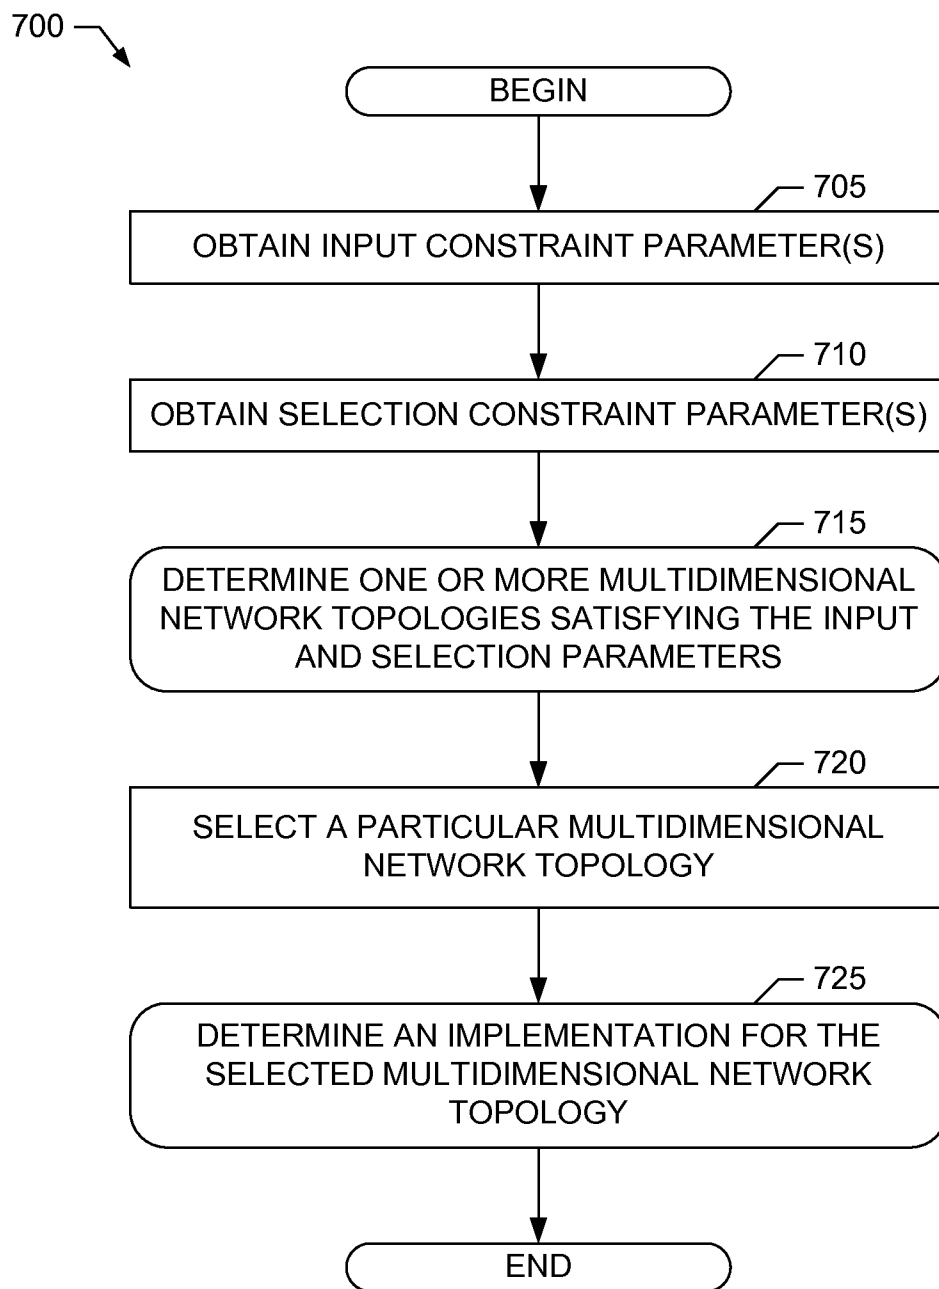 700
BEGIN
705
OBTAIN INPUT CONSTRAINT PARAMETER(S)
710
OBTAIN SELECTION CONSTRAINT PARAMETER(S)
715
DETERMINE ONE OR MORE MULTIDIMENSIONAL
NETWORK TOPOLOGIES SATISFYING THE INPUT
AND SELECTION PARAMETERS
720
SELECT A PARTICULAR MULTIDIMENSIONAL
NETWORK TOPOLOGY
725
DETERMINE AN IMPLEMENTATION FOR THE
SELECTED MULTIDIMENSIONAL NETWORK
TOPOLOGY
END